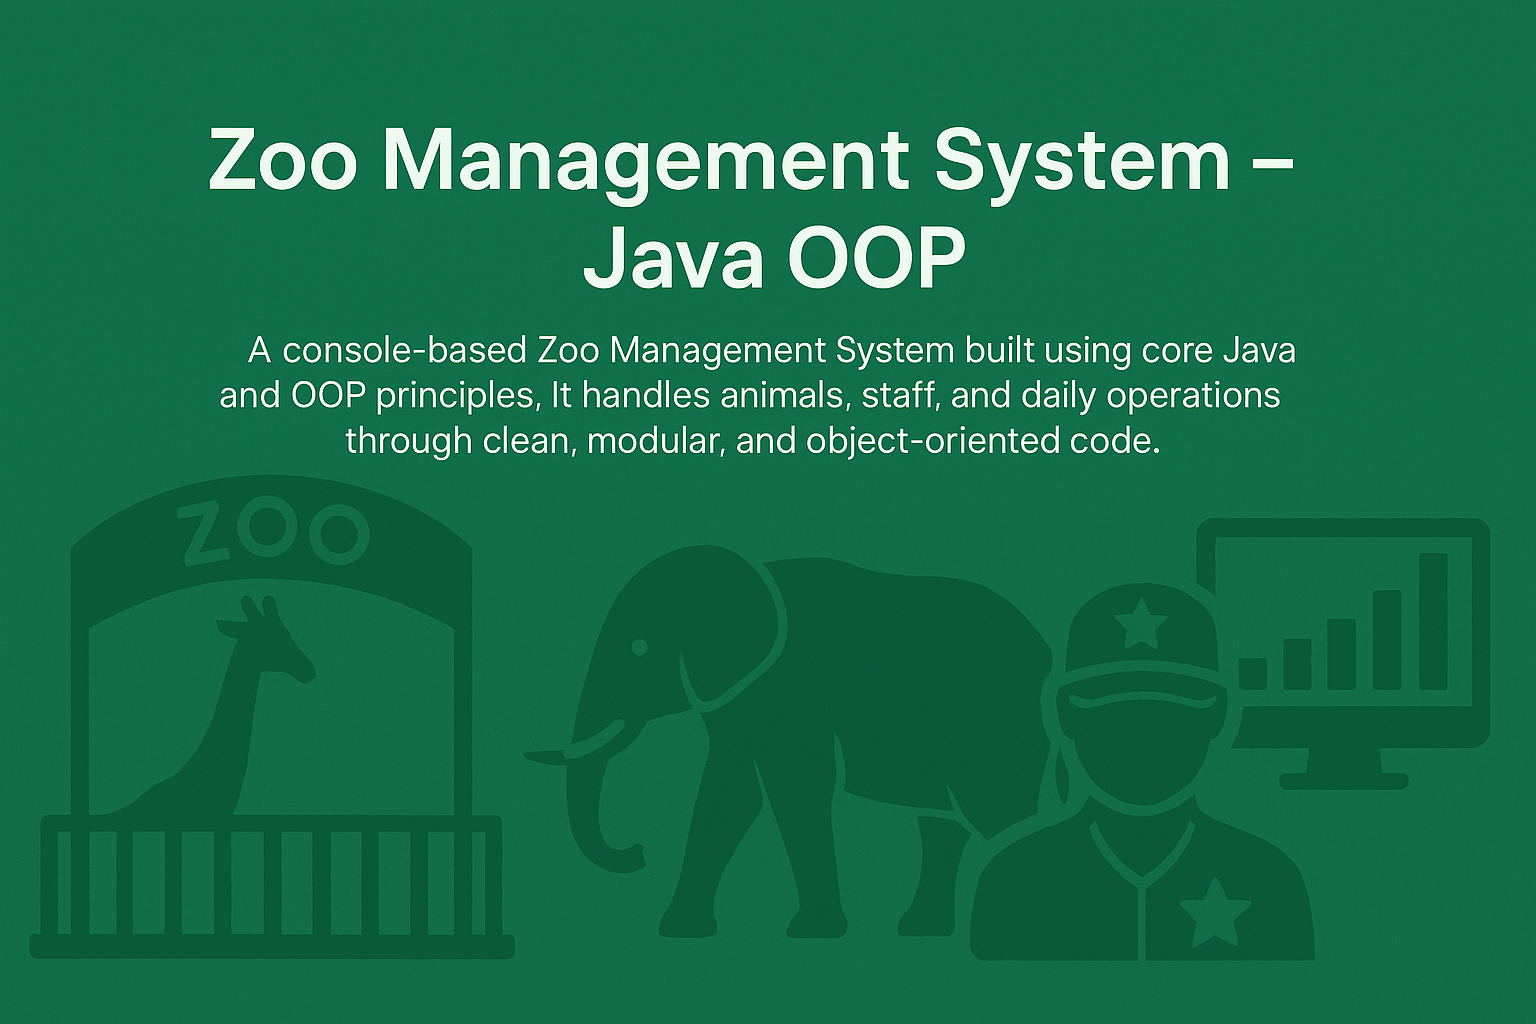 Zoo Management System –
Java OOP
A console-based Zoo Management System built using core Java
and OOP principles, It handles animals, staff, and daily operations
through clean, modular, and object-oriented code.
ZOO